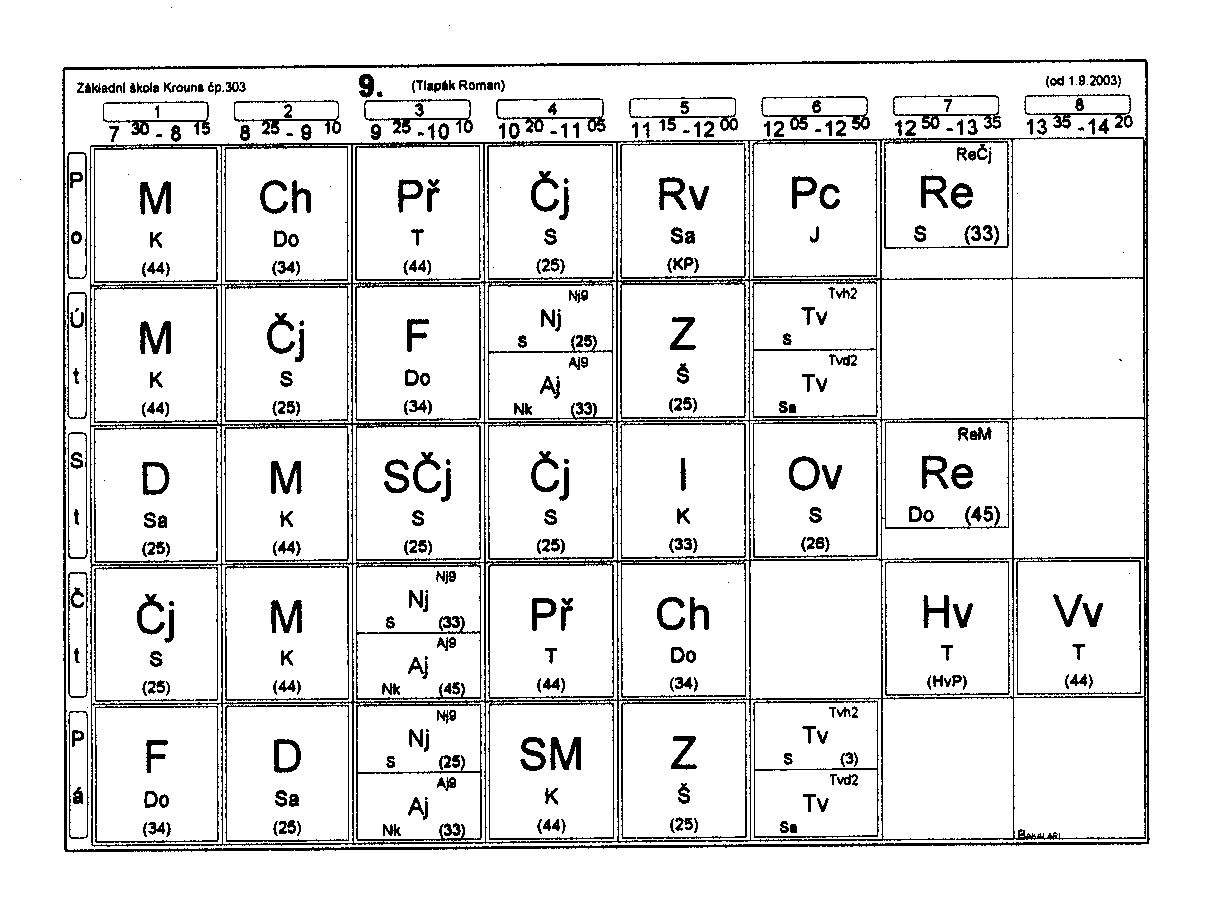 Základní škola Krouna čp.303 9. (Tlapák Roman) (od 1.9.2003)
1 2 3 4 5 6 7 8
7 30 - 8 15 8 25 - 9 10 9 25 -10 10 10 20 -11 05 11 15 -12 00 12 05 -12 50 12 50 -13 35 13 35 -14 20
ReČj
Po M Ch Př Čj Rv Pc Re
K Do T S Sa J S (33)
(44) (34) (44) (25) (KP)
Nj9 Tvh2
Nj Tv
S (25) S
Út M Čj F Z
K S Do Š
Aj9 Tvd2
Aj Tv
(44) (25) (34) Nk (33) (25) Sa
ReM
St D M SČj Čj I Ov Re
Sa K S S K S Do (45)
(25) (44) (25) (25) (33) (26)
Nj9
Nj
S (33)
Čt Čj M Př Ch Hv Vv
S K T Do T T
Aj9
Aj
(25) (44) Nk (45) (44) (34) (HvP) (44)
Nj9 Tvh2
Nj Tv
S (25) S (3)
Pá F D SM Z
Do Sa K Š
Aj9 Tvd2
Aj Tv
(34) (25) Nk (33) (44) (25) Sa
BAKALÁŘI